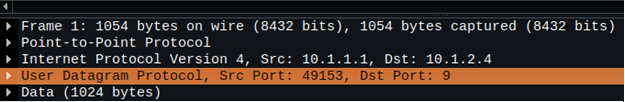 Frame 1: 1054 bytes on wire (8432 bits), 1054 bytes captured (8432 bits)
Point-to-Point Protocol
Internet Protocol Version 4, Src: 10.1.1.1, Dst: 10.1.2.4
User Datagram Protocol, Src Port: 49153, Dst Port: 9
Data (1024 bytes)